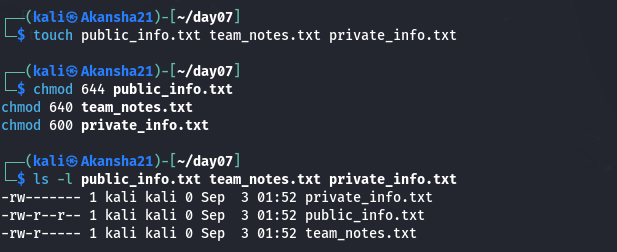 ┌──(kali㉿Akansha21)-[~/day07]
└─$ touch public_info.txt team_notes.txt private_info.txt
┌──(kali㉿Akansha21)-[~/day07]
└─$ chmod 644 public_info.txt
chmod 640 team_notes.txt
chmod 600 private_info.txt
┌──(kali㉿Akansha21)-[~/day07]
└─$ ls -l public_info.txt team_notes.txt private_info.txt
-rw------- 1 kali kali 0 Sep  3 01:52 private_info.txt
-rw-r--r-- 1 kali kali 0 Sep  3 01:52 public_info.txt
-rw-r----- 1 kali kali 0 Sep  3 01:52 team_notes.txt